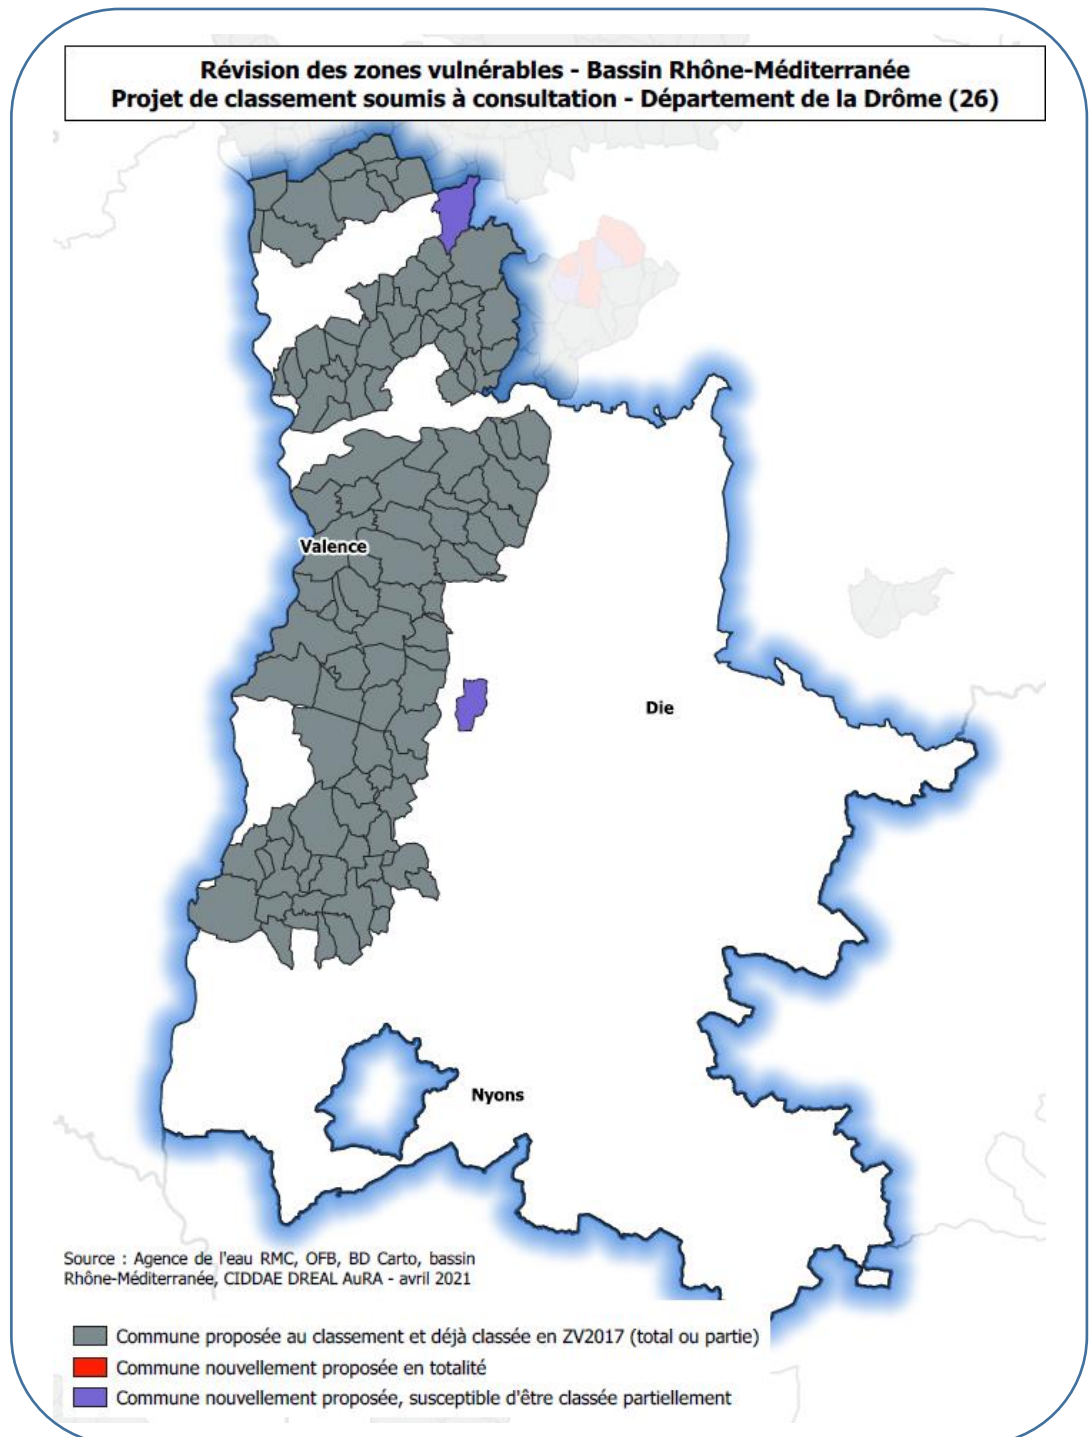 Révision des zones vulnérables - Bassin Rhône-Méditerranée
Projet de classement soumis à consultation - Département de la Drôme (26)
Valence
Die
Nyons
Source : Agence de l'eau RMC, OFB, BD Carto, bassin
Rhône-Méditerranée, CIDDAE DREAL AuRA - avril 2021
Commune proposée au classement et déjà classée en ZV2017 (total ou partie)
Commune nouvellement proposée en totalité
Commune nouvellement proposée, susceptible d'être classée partiellement